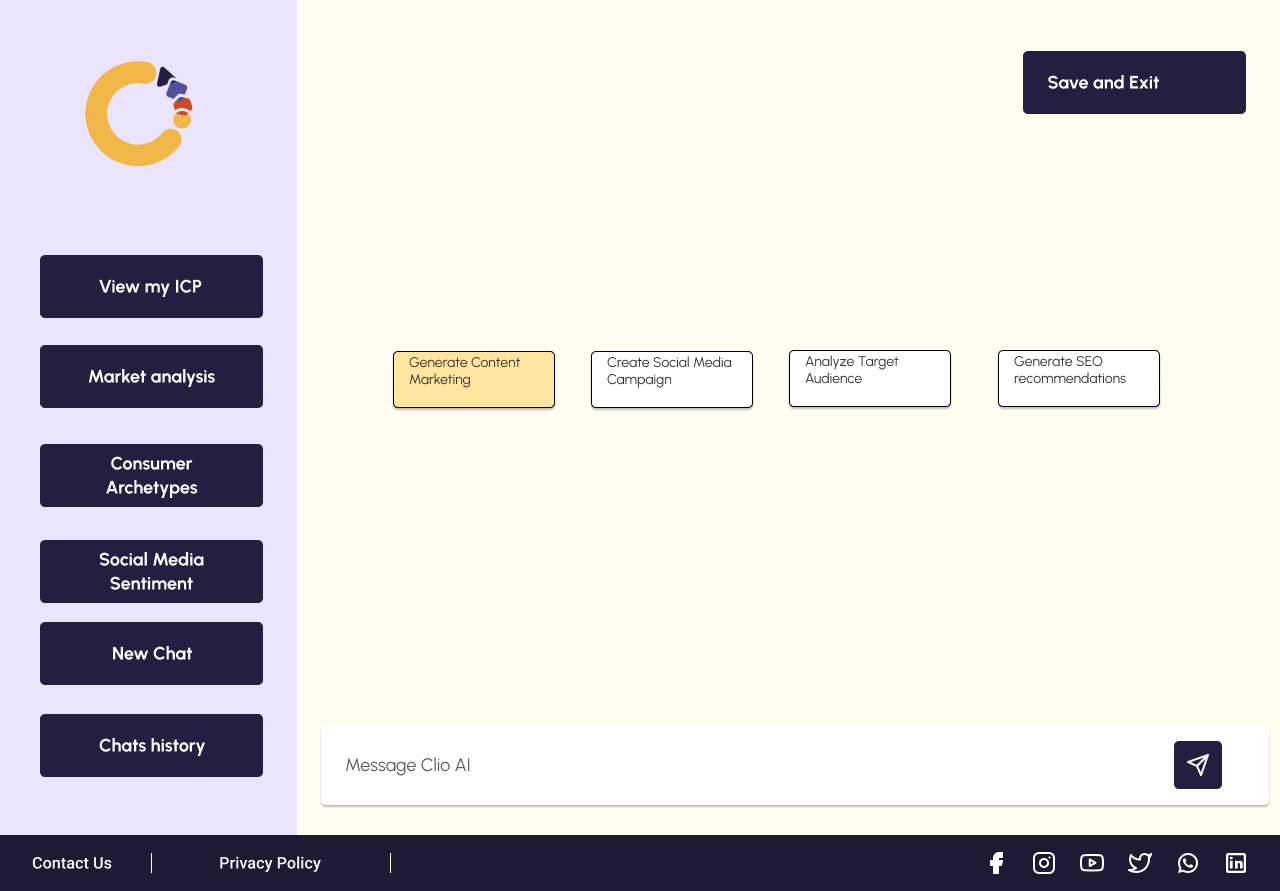 Save and Exit
View my ICP
Market analysis
Consumer
Archetypes
Social Media
Sentiment
New Chat
Chats history
Generate Content
Marketing
Create Social Media
Campaign
Analyze Target
Audience
Generate SEO
recommendations
Message Clio AI
Contact Us
Privacy Policy